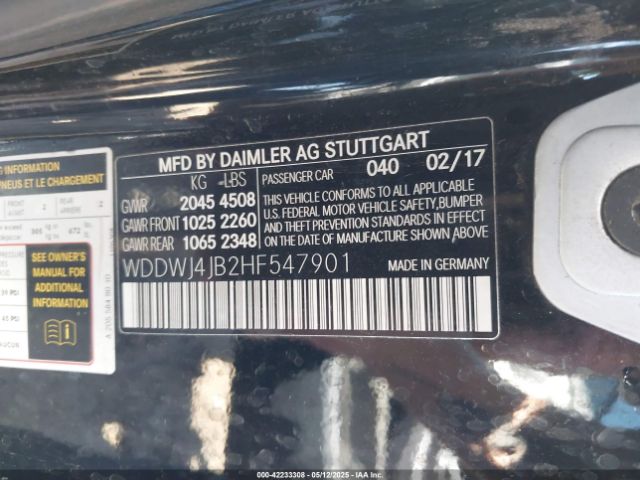 MFD BY DAIMLER AG STUTTGART
KG LBS
GVWR 2045 4508
GAWR FRONT 1025 2260
GAWR REAR 1065 2348
PASSENGER CAR 040 02/17
THIS VEHICLE CONFORMS TO ALL APPLICABLE
U.S. FEDERAL MOTOR VEHICLE SAFETY,BUMPER
AND THEFT PREVENTION STANDARDS IN
EFFECT ON THE DATE OF MANUFACTURE SHOWN ABOVE
WDDWJ4JB2HF547901 MADE IN GERMANY
INFORMATION
PNEUS ET LE CHARGEMENT
SEE OWNER'S
MANUAL FOR
ADDITIONAL
INFORMATION
000-42233308 - 05/12/2025 - IAAI.COM